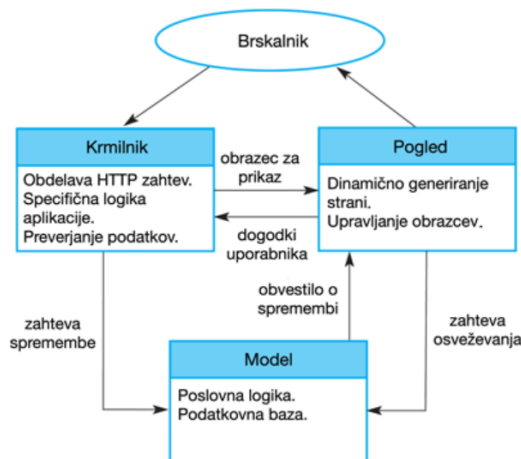 Brskalnik
Krmilnik
Obdelava HTTP zahtev.
Specifična logika
aplikacije.
Preverjanje podatkov.
obrazec za
prikaz
dogodki
uporabnika
Pogled
Dinamično generiranje
strani.
Upravljanje obrazcev.
zahteva
spremembe
obvestilo o
spremembi
zahteva
osveževanja
Model
Poslovna logika.
Podatkovna baza.